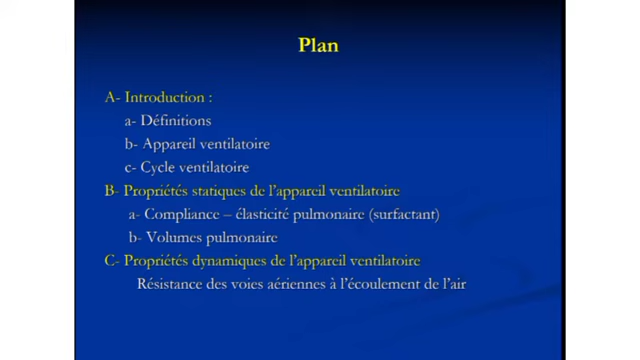 Plan
A- Introduction :
a- Définitions
b- Appareil ventilatoire
c- Cycle ventilatoire
B- Propriétés statiques de l'appareil ventilatoire
a- Compliance – élasticité pulmonaire (surfactant)
b- Volumes pulmonaire
C- Propriétés dynamiques de l'appareil ventilatoire
Résistance des voies aériennes à l'écoulement de l'air